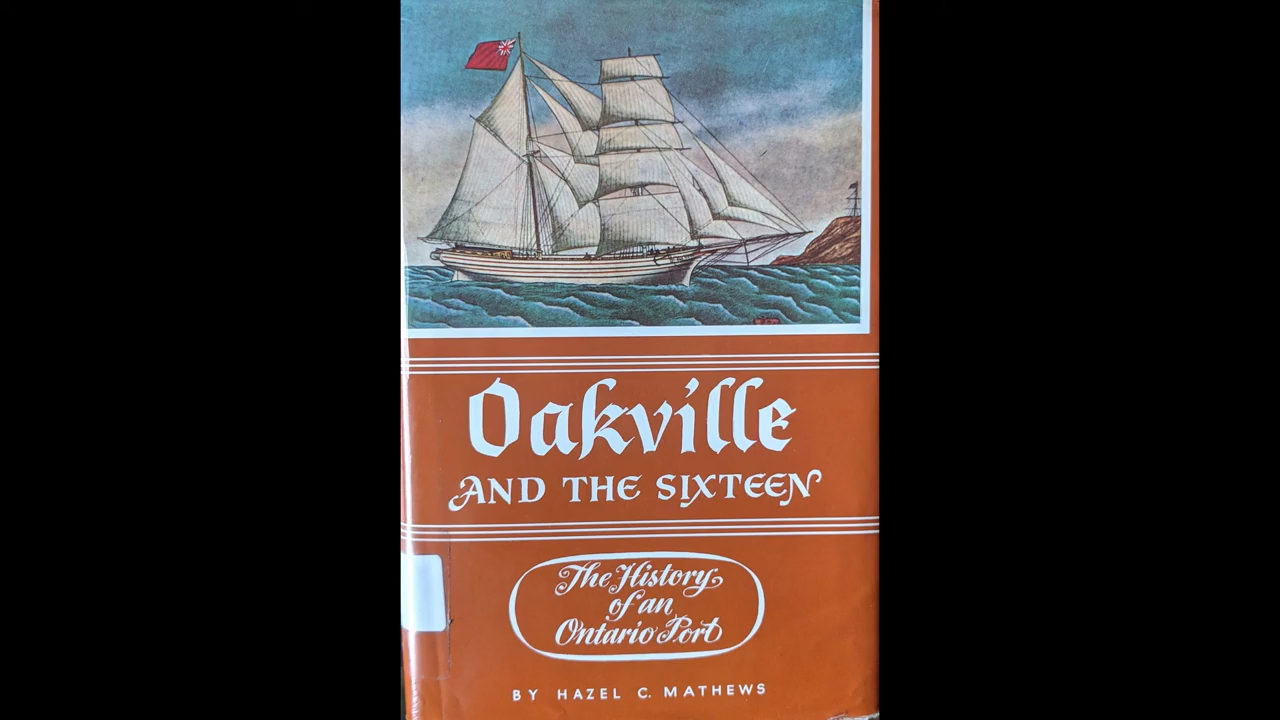 Oakville
AND THE SIXTEEN
The History
of an
Ontario Port
BY HAZEL C. MATHEWS